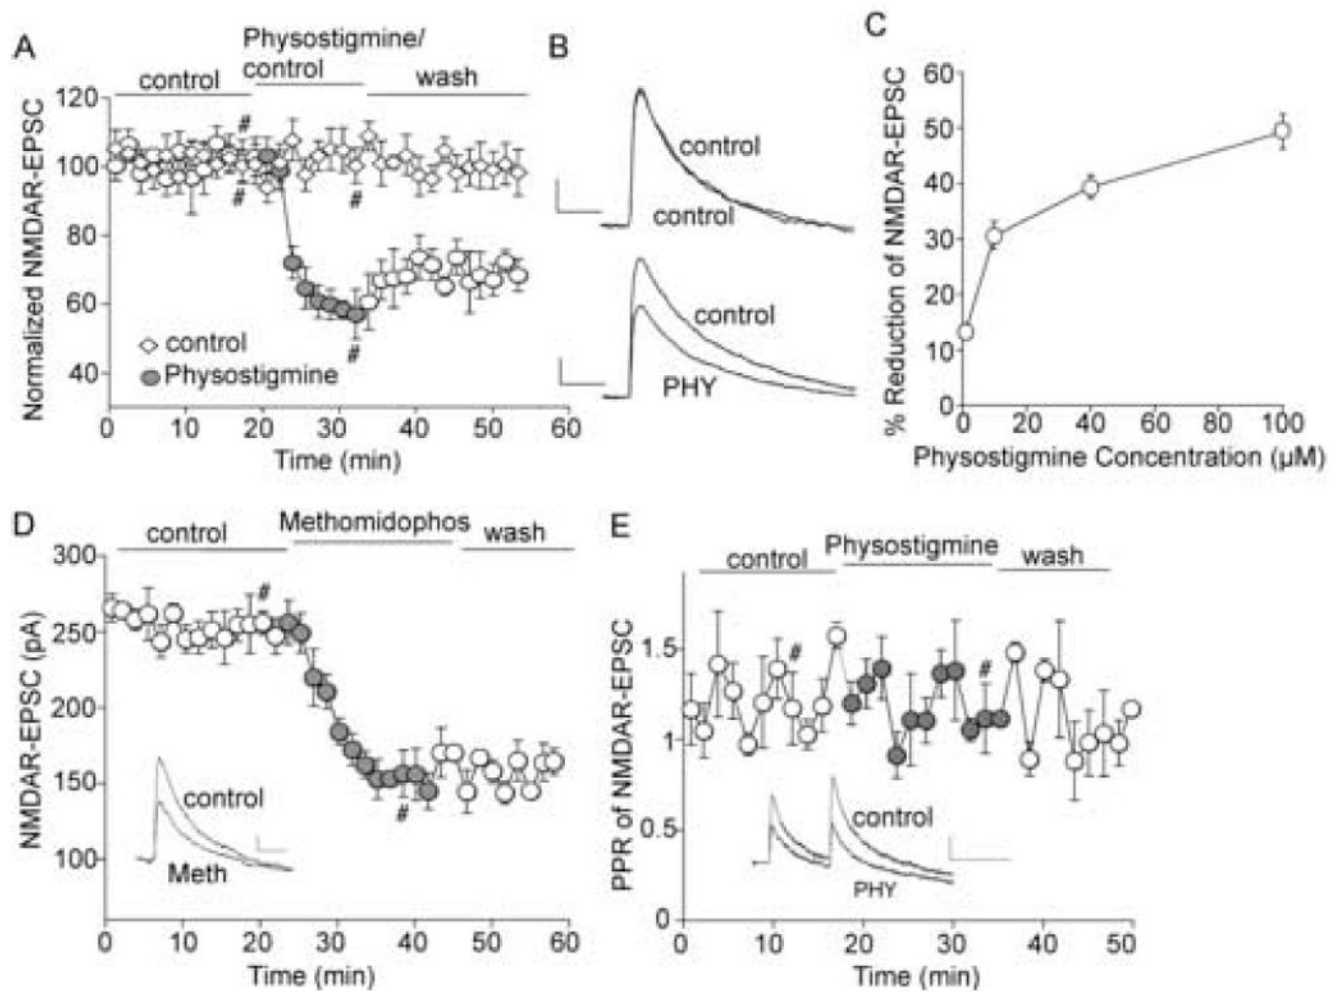 A
Physostigmine/
control
control
wash
Normalized NMDAR-EPSC
120
100
80
60
40
#
#
#
#
control
Physostigmine
0
10
20
30
40
50
60
Time (min)
B
control
control
control
PHY
C
% Reduction of NMDAR-EPSC
60
50
40
30
20
10
0
0
20
40
60
80
100
Physostigmine Concentration (µM)
D
control
Methomidophos
wash
NMDAR-EPSC (pA)
300
250
200
150
100
#
#
control
Meth
0
10
20
30
40
50
60
Time (min)
E
control
Physostigmine
wash
PPR of NMDAR-EPSC
1.5
1
0.5
0
#
#
control
PHY
0
10
20
30
40
50
Time (min)